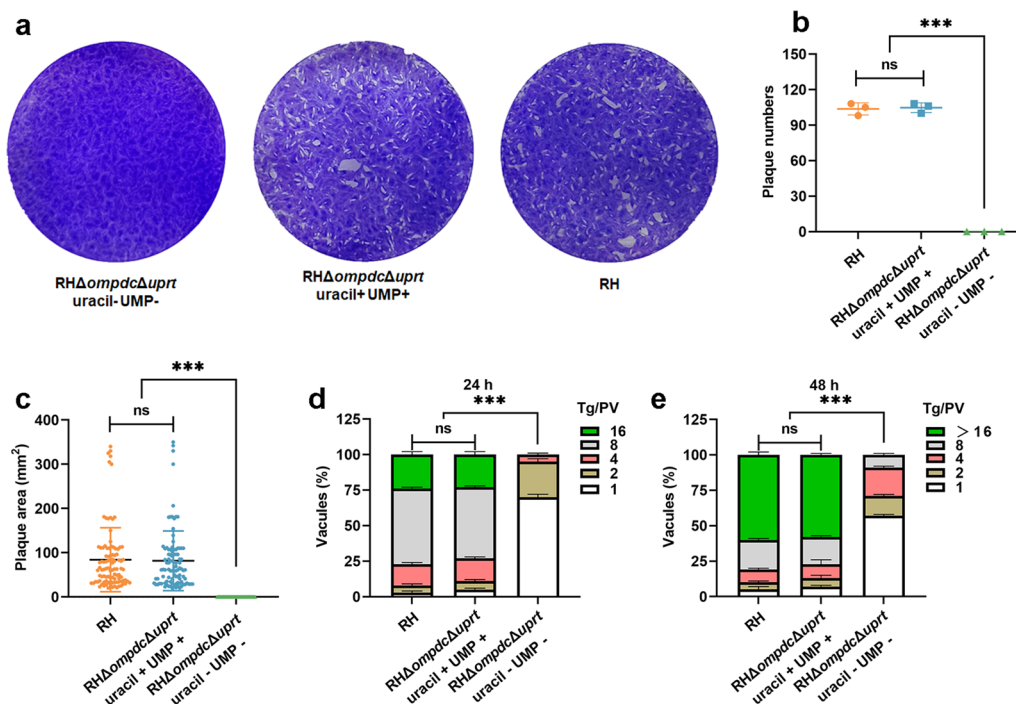 a
RHΔompdcΔuprt
uracil-UMP-
RHΔompdcΔuprt
uracil+UMP+
RH
b
***
ns
Plaque numbers
150
120
90
60
30
0
RH
RHΔompdcΔuprt
uracil + UMP +
RHΔompdcΔuprt
uracil - UMP -
c
***
ns
Plaque area (mm²)
400
300
200
100
0
RH
RHΔompdcΔuprt
uracil + UMP +
RHΔompdcΔuprt
uracil - UMP -
d
24 h
***
ns
Tg/PV
16
8
4
2
1
Vacules (%)
125
100
75
50
25
0
RH
RHΔompdcΔuprt
uracil + UMP +
RHΔompdcΔuprt
uracil - UMP -
e
48 h
***
ns
Tg/PV
＞16
8
4
2
1
Vacules (%)
125
100
75
50
25
0
RH
RHΔompdcΔuprt
uracil + UMP +
RHΔompdcΔuprt
uracil - UMP -